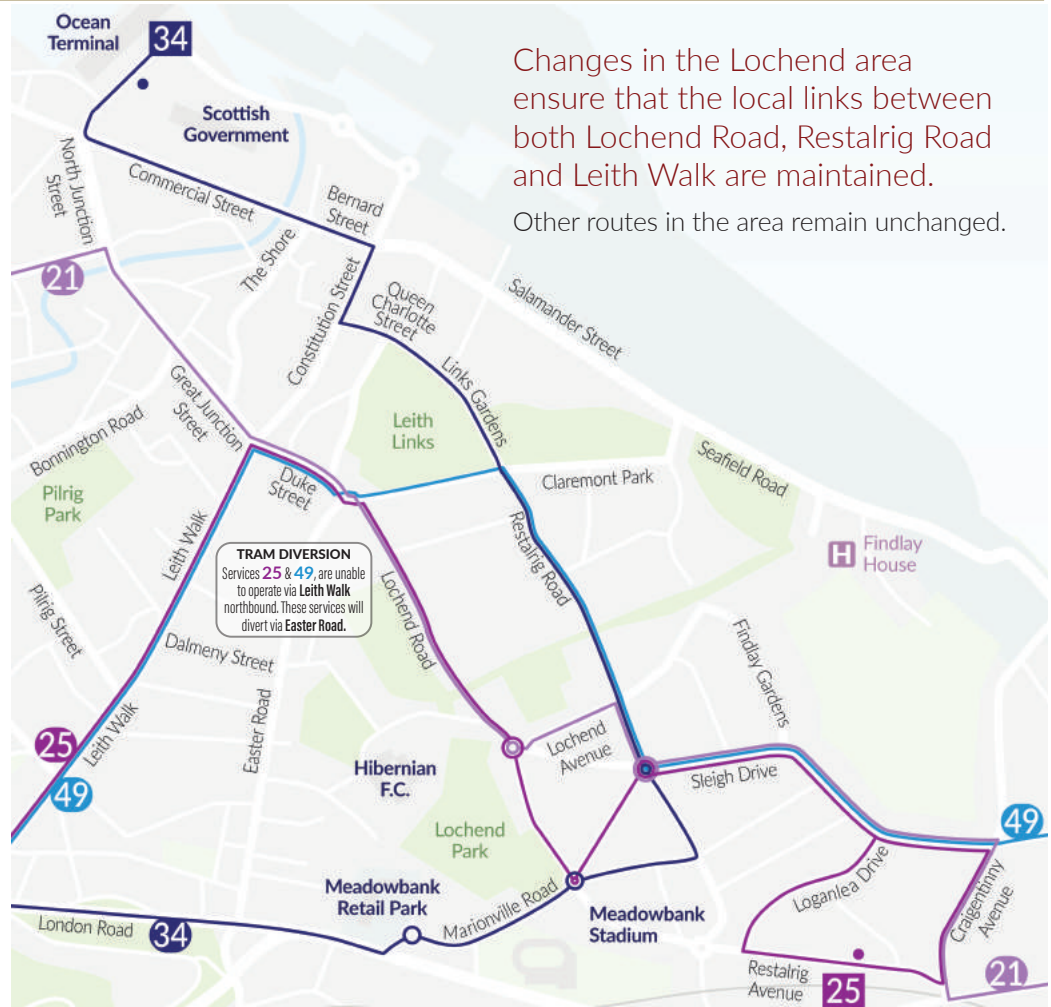 Ocean
Terminal
34
Changes in the Lochend area
ensure that the local links between
both Lochend Road, Restalrig Road
and Leith Walk are maintained.
Other routes in the area remain unchanged.
Scottish
Government
North Junction
Street
Commercial Street
Bernard
Street
The Shore
21
Constitution Street
Queen
Charlotte
Street
Salamander Street
Links Gardens
Great Junction
Street
Leith
Links
Bonnington Road
Duke
Street
Claremont Park
Seafield Road
Pilrig
Park
Leith Walk
Restalrig Road
H
Findlay
House
TRAM DIVERSION
Services 25 & 49, are unable
to operate via Leith Walk
northbound. These services will
divert via Easter Road.
Lochend Road
Pilrig Street
Dalmeny Street
Findlay Gardens
Easter Road
25
Leith Walk
49
Hibernian
F.C.
Lochend
Avenue
Sleigh Drive
49
Lochend
Park
Loganlea Drive
Craigentinny
Avenue
Meadowbank
Retail Park
Marionville Road
Meadowbank
Stadium
London Road
34
Restalrig
Avenue
25
21